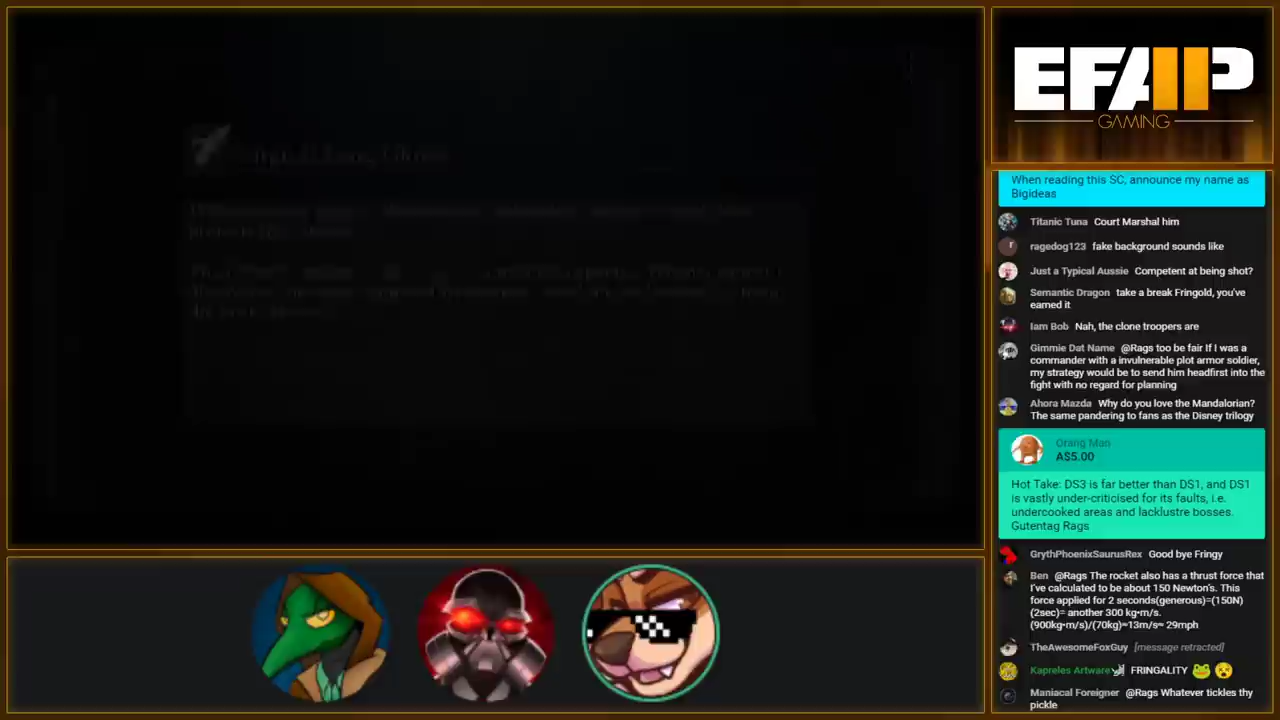 EFAP
GAMING
When reading this SC, announce my name as
Bigideas
Titanic Tuna Court Marshal him
ragedog123 fake background sounds like
Just a Typical Aussie Competent at being shot?
Semantic Dragon take a break Fringold, you've
earned it
Iam Bob Nah, the clone troopers are
Gimmie Dat Name @Rags too be fair If I was a
commander with a invulnerable plot armor soldier,
my strategy would be to send him headfirst into the
fight with no regard for planning
Ahora Mazda Why do you love the Mandalorian?
The same pandering to fans as the Disney trilogy
Orang Man
A$5.00
Hot Take: DS3 is far better than DS1, and DS1
is vastly under-criticised for its faults, i.e.
undercooked areas and lacklustre bosses.
Gutentag Rags
GrythPhoenixSaurusRex Good bye Fringy
Ben @Rags The rocket also has a thrust force that
I've calculated to be about 150 Newton's. This
force applied for 2 seconds(generous)=(150N)
(2sec)= another 300 kg•m/s.
(900kg•m/s)/(70kg)≈13m/s≈ 29mph
TheAwesomeFoxGuy [message retracted]
Kapreles Artware FRINGALITY 🐸😵
Maniacal Foreigner @Rags Whatever tickles thy
pickle